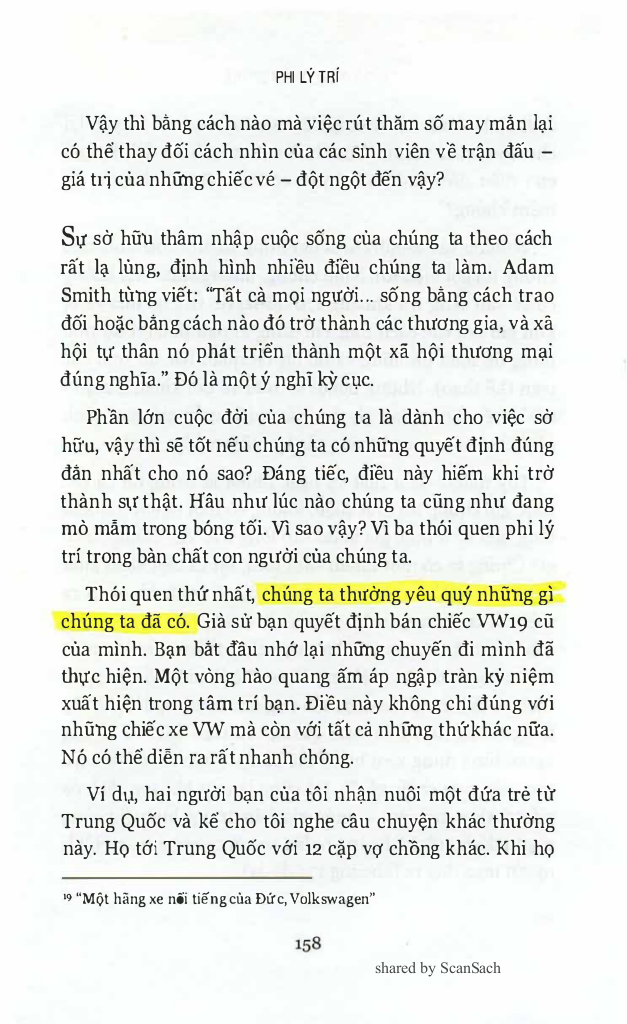 PHI LÝ TRÍ
Vậy thì bằng cách nào mà việc rút thăm số may mắn lại
có thể thay đổi cách nhìn của các sinh viên về trận đấu –
giá trị của những chiếc vé – đột ngột đến vậy?
Sự sở hữu thâm nhập cuộc sống của chúng ta theo cách
rất lạ lùng, định hình nhiều điều chúng ta làm. Adam
Smith từng viết: “Tất cả mọi người... sống bằng cách trao
đổi hoặc bằng cách nào đó trở thành các thương gia, và xã
hội tự thân nó phát triển thành một xã hội thương mại
đúng nghĩa.” Đó là một ý nghĩ kỳ cục.
Phần lớn cuộc đời của chúng ta là dành cho việc sở
hữu, vậy thì sẽ tốt nếu chúng ta có những quyết định đúng
đắn nhất cho nó sao? Đáng tiếc, điều này hiếm khi trở
thành sự thật. Hầu như lúc nào chúng ta cũng như đang
mò mẫm trong bóng tối. Vì sao vậy? Vì ba thói quen phi lý
trí trong bản chất con người của chúng ta.
Thói quen thứ nhất, chúng ta thường yêu quý những gì
chúng ta đã có. Giả sử bạn quyết định bán chiếc VW19 cũ
của mình. Bạn bắt đầu nhớ lại những chuyến đi mình đã
thực hiện. Một vòng hào quang ấm áp ngập tràn kỷ niệm
xuất hiện trong tâm trí bạn. Điều này không chỉ đúng với
những chiếc xe VW mà còn với tất cả những thứ khác nữa.
Nó có thể diễn ra rất nhanh chóng.
Ví dụ, hai người bạn của tôi nhận nuôi một đứa trẻ từ
Trung Quốc và kể cho tôi nghe câu chuyện khác thường
này. Họ tới Trung Quốc với 12 cặp vợ chồng khác. Khi họ
19 “Một hãng xe nổi tiếng của Đức, Volkswagen”
158
shared by ScanSach